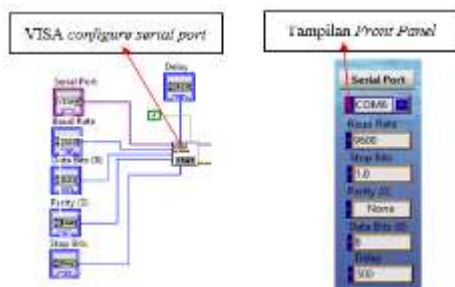 VISA configure serial port
Delay
Serial Port
Baud Rate
Data Bits (8)
Parity (0)
Stop Bits
Tampilan Front Panel
Serial Port
COM6
Baud Rate
9600
Stop Bits
1.0
Parity (0)
None
Data Bits (8)
8
Delay
500